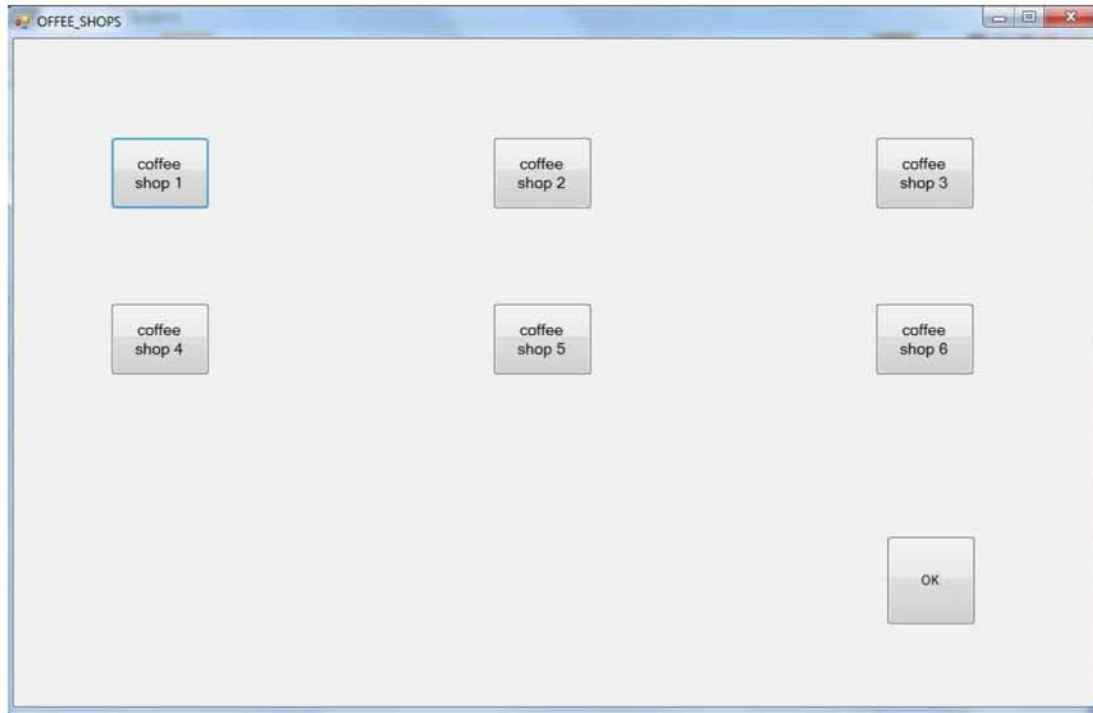 OFFEE_SHOPS
coffee
shop 1
coffee
shop 2
coffee
shop 3
coffee
shop 4
coffee
shop 5
coffee
shop 6
OK